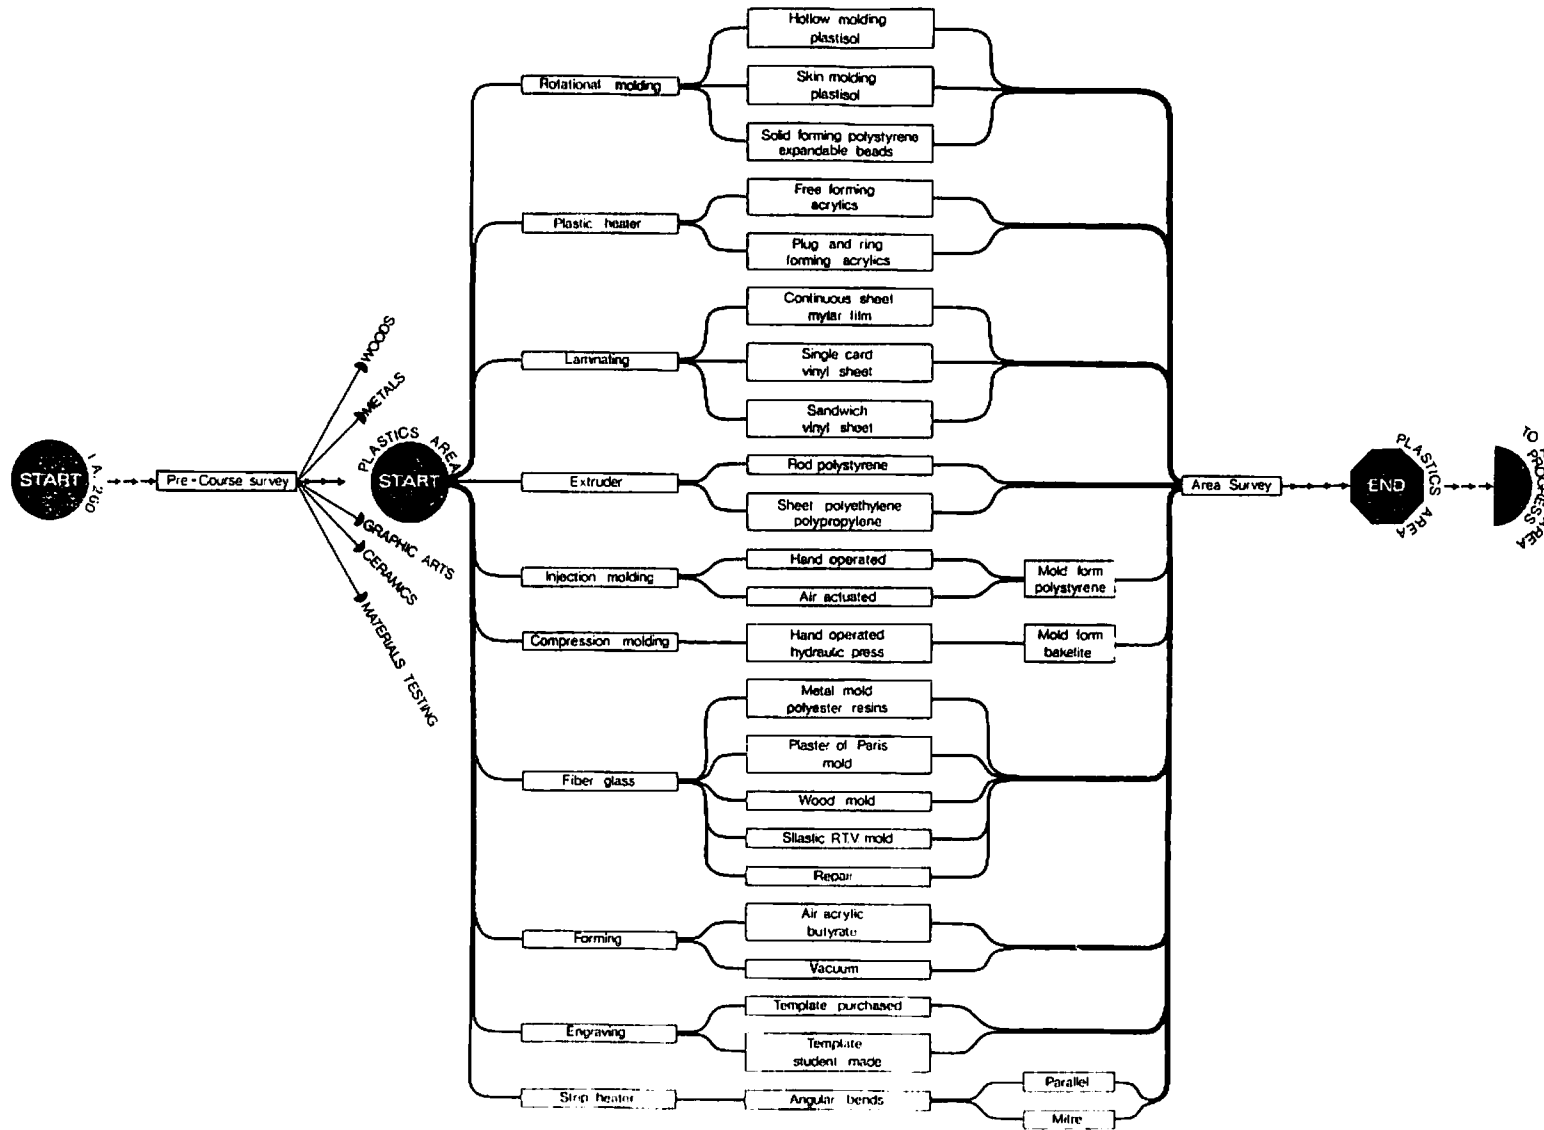 START
I.A. 260
Pre-Course survey
WOODS
METALS
GRAPHIC ARTS
CERAMICS
MATERIALS TESTING
PLASTICS AREA
START
Rotational molding
Hollow molding
plastisol
Skin molding
plastisol
Solid forming polystyrene
expandable beads
Plastic heater
Free forming
acrylics
Plug and ring
forming acrylics
Laminating
Continuous sheet
mylar film
Single card
vinyl sheet
Sandwich
vinyl sheet
Extruder
Rod polystyrene
Sheet polyethylene
polypropylene
Injection molding
Hand operated
Air actuated
Mold form
polystyrene
Compression molding
Hand operated
hydraulic press
Mold form
bakelite
Fiber glass
Metal mold
polyester resins
Plaster of Paris
mold
Wood mold
Silastic R.T.V mold
Repair
Forming
Air acrylic
butyrate
Vacuum
Engraving
Template purchased
Template
student made
Strip heater
Angular bends
Parallel
Mitre
Area Survey
END
PLASTICS AREA
TO
PROGRESS
AREA